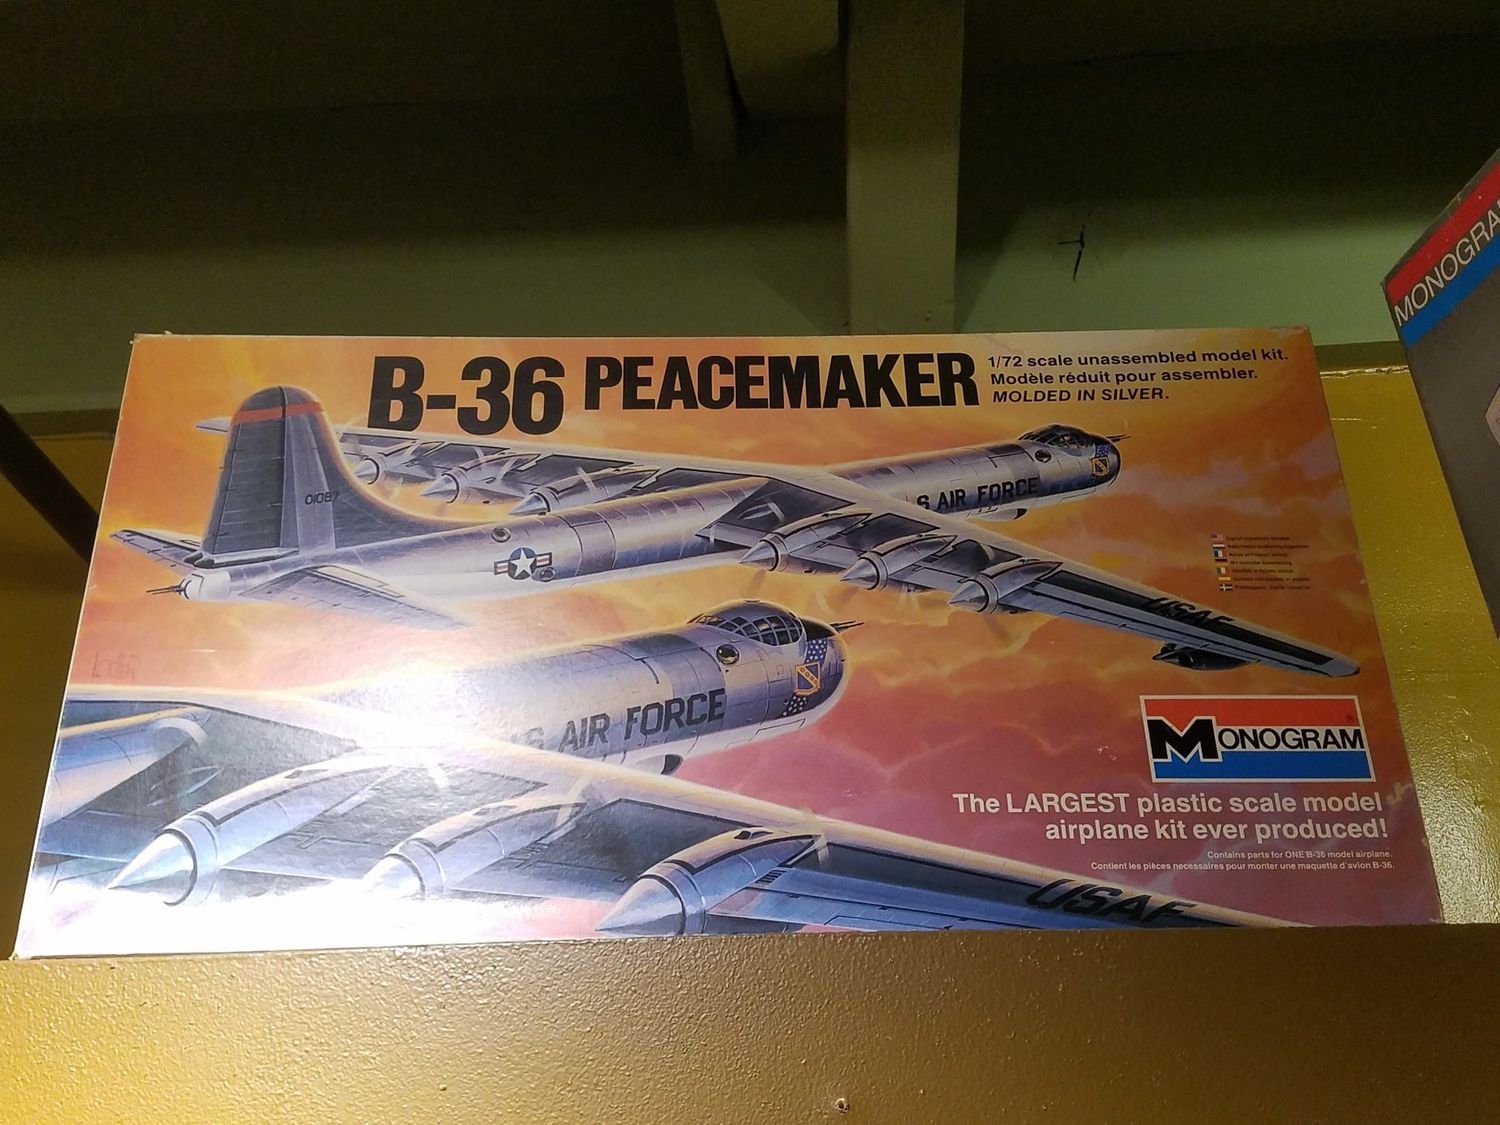 B-36 PEACEMAKER
1/72 scale unassembled model kit.
Modèle réduit pour assembler.
MOLDED IN SILVER.
01087
S AIR FORCE
USAF
U.S AIR FORCE
USAF
MONOGRAM
The LARGEST plastic scale model
airplane kit ever produced!
Contains parts for ONE B-36 model airplane.
Contient les pièces necessaires pour monter une maquette d'avion B-36.
MONOGRA